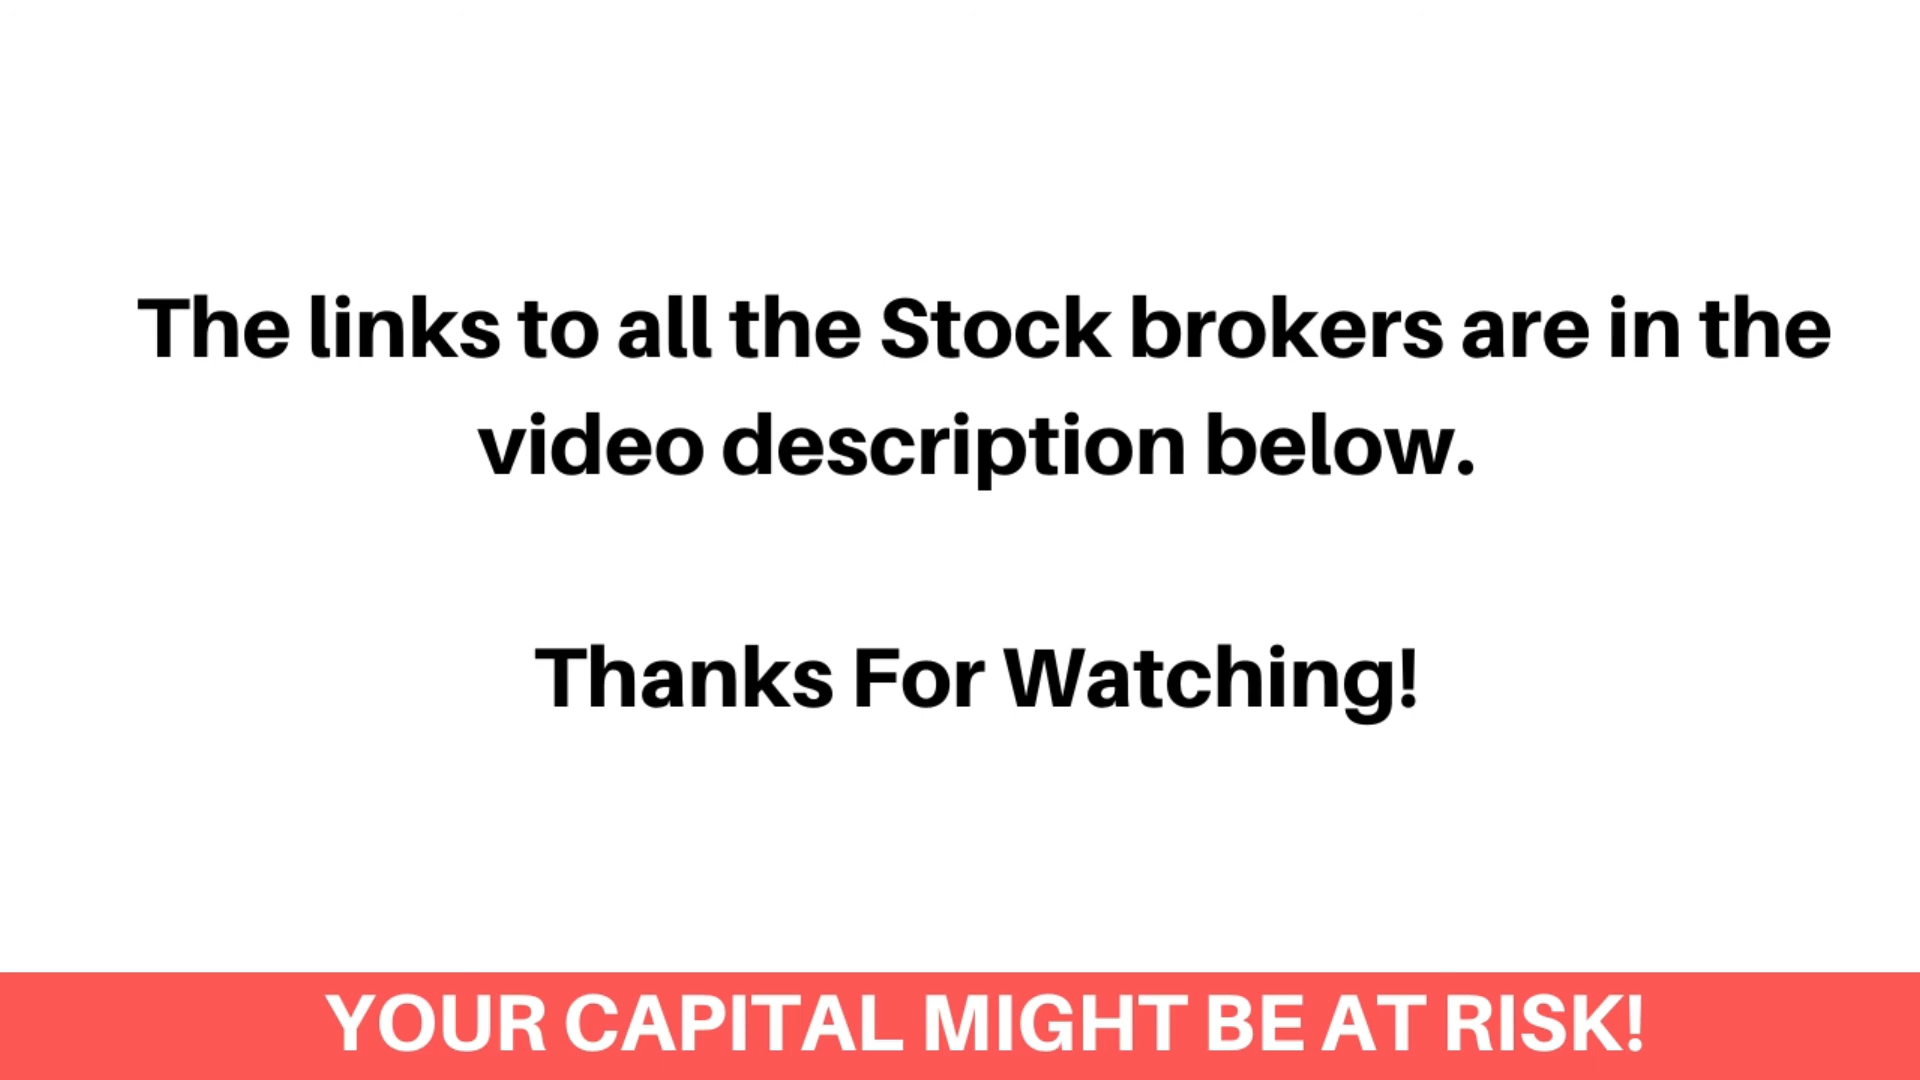 The links to all the Stock brokers are in the
video description below.
Thanks For Watching!
YOUR CAPITAL MIGHT BE AT RISK!